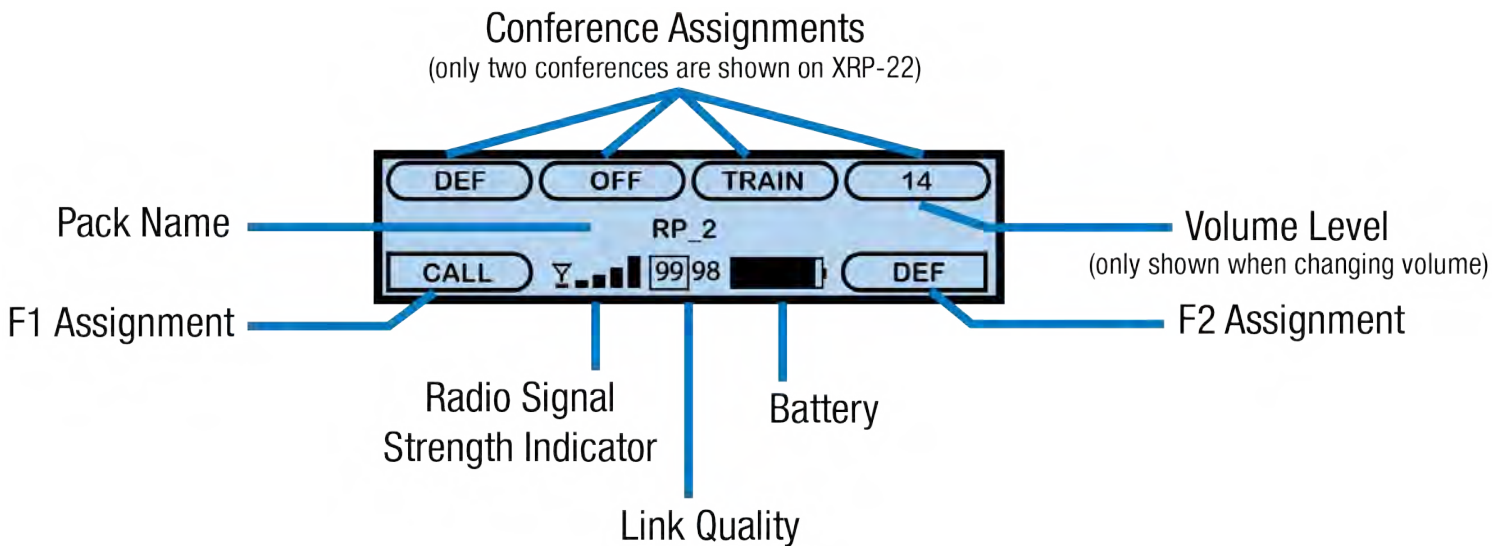 Conference Assignments
(only two conferences are shown on XRP-22)
DEF OFF TRAIN 14
Pack Name
RP_2
Volume Level
(only shown when changing volume)
CALL 99 98 DEF
F1 Assignment
F2 Assignment
Radio Signal
Strength Indicator
Battery
Link Quality